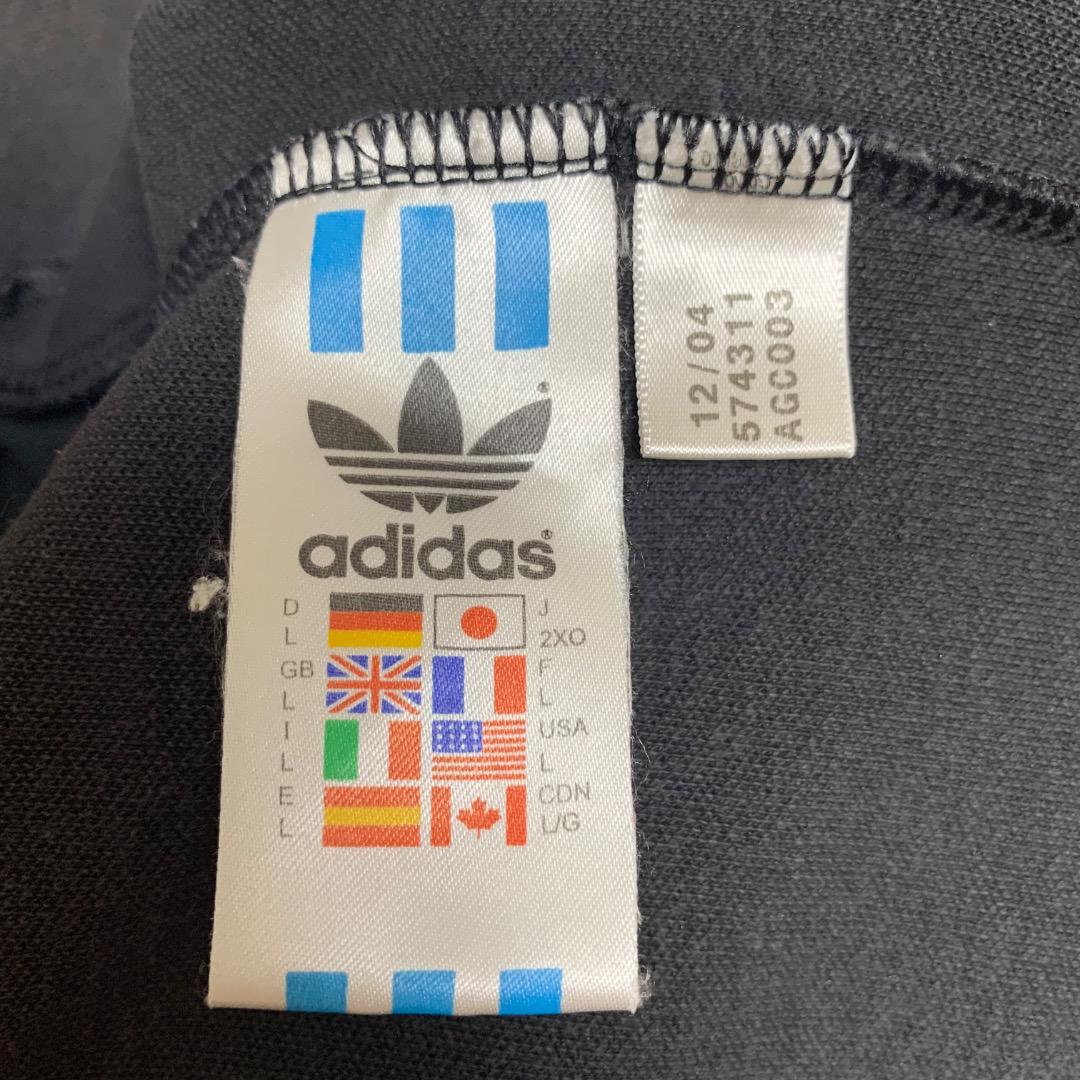 adidas
D
L
GB
L
I
L
E
L
J
2XO
F
L
USA
L
CDN
L/G
12/04
574311
AGC003